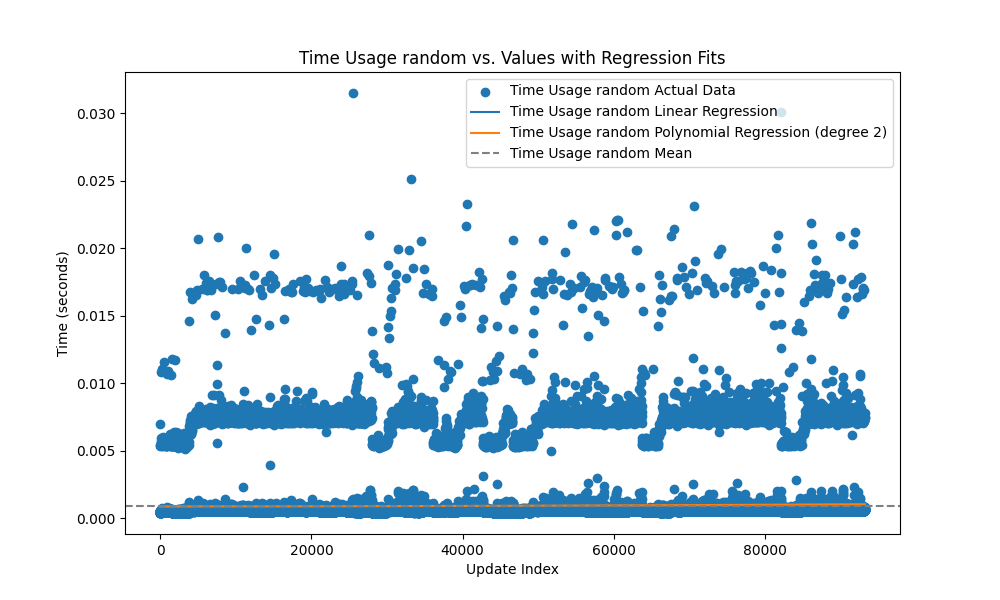 Time Usage random vs. Values with Regression Fits
Time Usage random Actual Data
Time Usage random Linear Regression
Time Usage random Polynomial Regression (degree 2)
Time Usage random Mean
0.030
0.025
0.020
0.015
0.010
0.005
0.000
Time (seconds)
0
20000
40000
60000
80000
Update Index